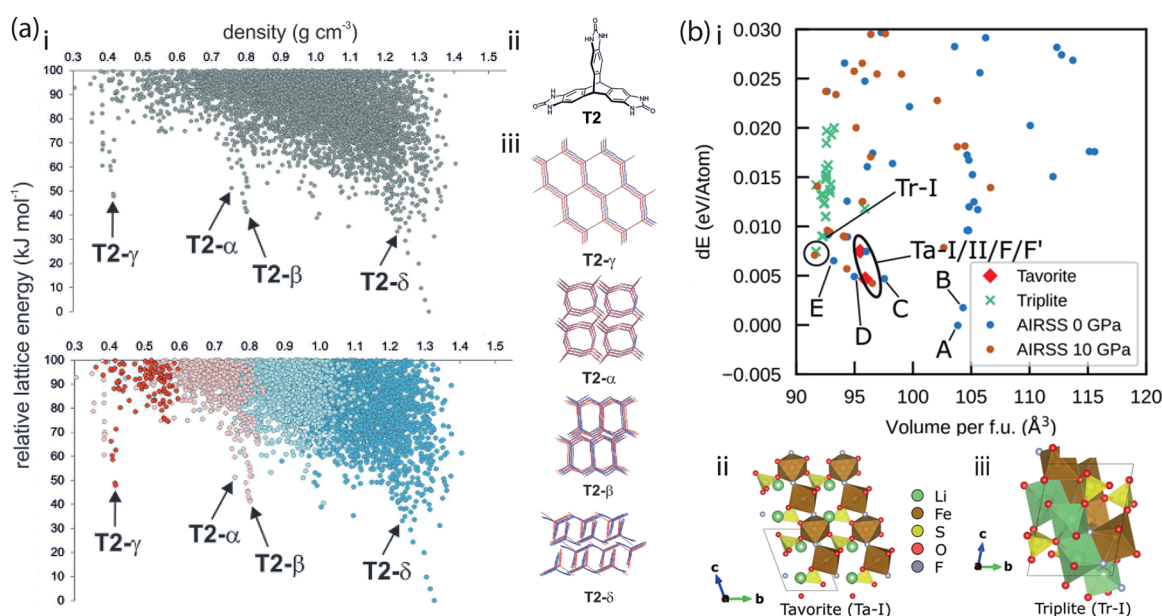 (a)
i
density (g cm⁻³)
0.3 0.4 0.5 0.6 0.7 0.8 0.9 1.0 1.1 1.2 1.3 1.4 1.5
100
90
80
70
60
50
40
30
20
10
0
T2-γ
T2-α
T2-β
T2-δ
relative lattice energy (kJ mol⁻¹)
0.3 0.4 0.5 0.6 0.7 0.8 0.9 1.0 1.1 1.2 1.3 1.4 1.5
100
90
80
70
60
50
40
30
20
10
0
T2-γ
T2-α
T2-β
T2-δ
ii
O
HN
NH
H
N
O
N
H
H
N
O
N
H
T2
iii
T2-γ
T2-α
T2-β
T2-δ
(b)
i
dE (eV/Atom)
0.030
0.025
0.020
0.015
0.010
0.005
0.000
−0.005
Tr-I
Ta-I/II/F/F'
E
D
C
B
A
Tavorite
Triplite
AIRSS 0 GPa
AIRSS 10 GPa
90 95 100 105 110 115 120
Volume per f.u. (Å³)
ii
Li
Fe
S
O
F
c
a
b
Tavorite (Ta-I)
iii
c
a
b
Triplite (Tr-I)